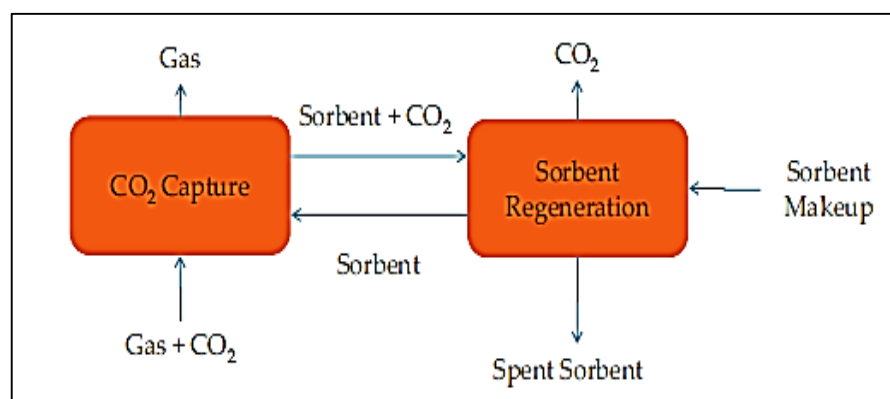 Gas
CO₂
Sorbent + CO₂
CO₂ Capture
Sorbent
Regeneration
Sorbent
Makeup
Sorbent
Gas + CO₂
Spent Sorbent